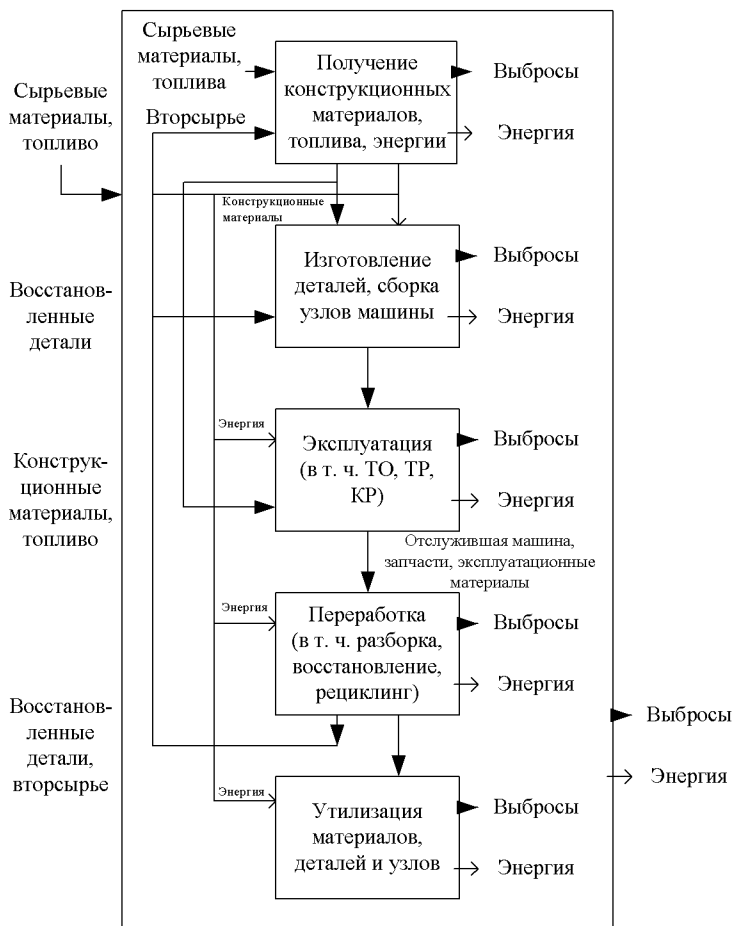 Сырьевые
материалы,
топлива
Получение
конструкционных
материалов,
топлива, энергии
Выбросы
Энергия
Вторсырье
Сырьевые
материалы,
топливо
Конструкционные
материалы
Изготовление
деталей, сборка
узлов машины
Выбросы
Энергия
Восстанов-
ленные
детали
Энергия
Эксплуатация
(в т. ч. ТО, ТР,
КР)
Выбросы
Энергия
Конструк-
ционные
материалы,
топливо
Отслужившая машина,
запчасти, эксплуатационные
материалы
Энергия
Переработка
(в т. ч. разборка,
восстановление,
рециклинг)
Выбросы
Энергия
Восстанов-
ленные
детали,
вторсырье
Выбросы
Энергия
Энергия
Утилизация
материалов,
деталей и узлов
Выбросы
Энергия